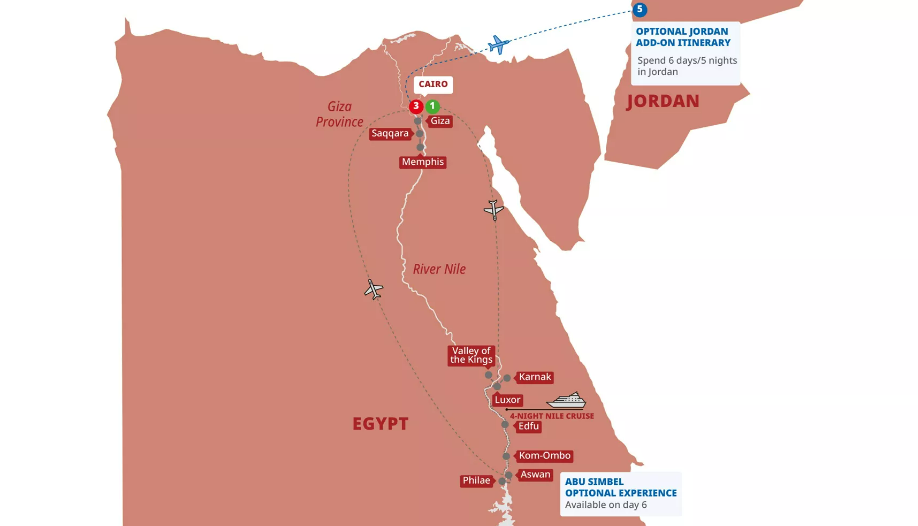 5
OPTIONAL JORDAN
ADD-ON ITINERARY
Spend 6 days/5 nights
in Jordan
JORDAN
CAIRO
3
1
Giza
Province
Giza
Saqqara
Memphis
River Nile
Valley of
the Kings
Karnak
Luxor
4-NIGHT NILE CRUISE
Edfu
EGYPT
Kom-Ombo
Aswan
Philae
ABU SIMBEL
OPTIONAL EXPERIENCE
Available on day 6